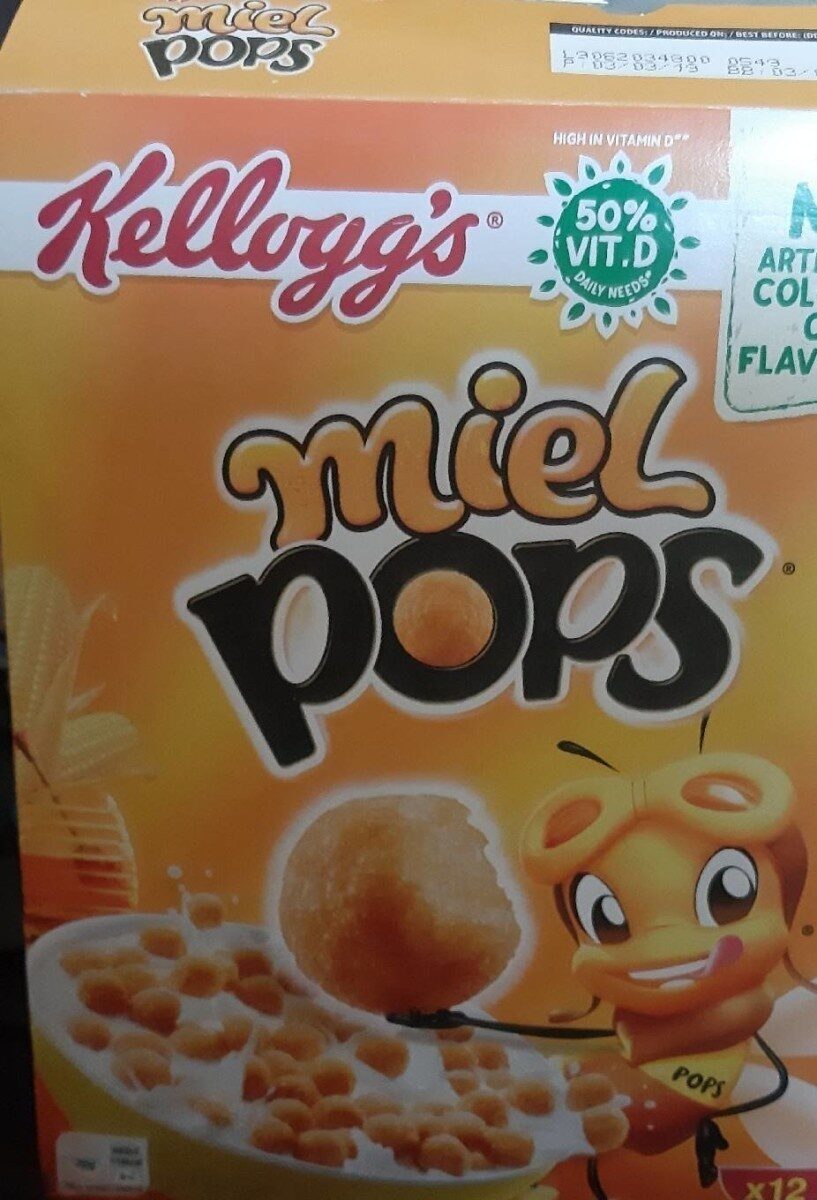 miel
POPS
QUALITY CODES: / PRODUCED ON: / BEST BEFORE:
HIGH IN VITAMIN D**
Kellogg's®
50%
VIT.D
DAILY NEEDS*
N
ARTI
COL
O
FLAV
miel
POPS®
POPS
x12